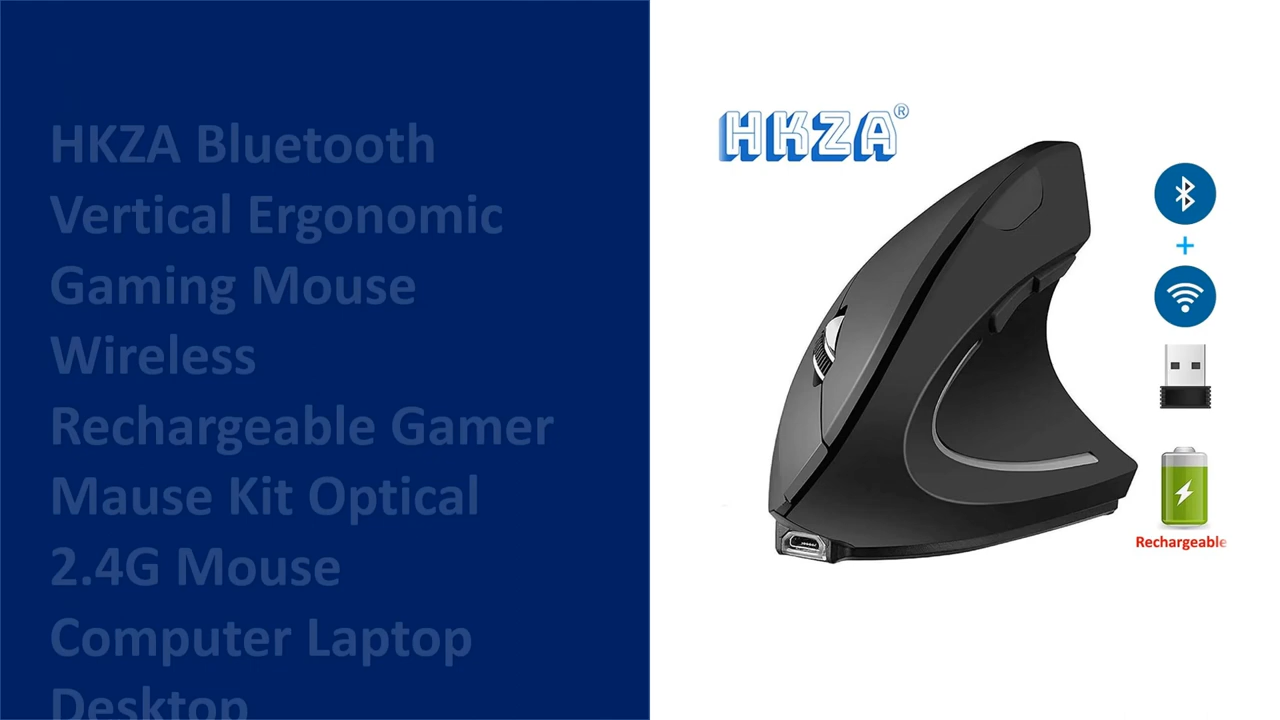 HKZA Bluetooth
Vertical Ergonomic
Gaming Mouse
Wireless
Rechargeable Gamer
Mause Kit Optical
2.4G Mouse
Computer Laptop
Desktop
HKZA®
Rechargeable